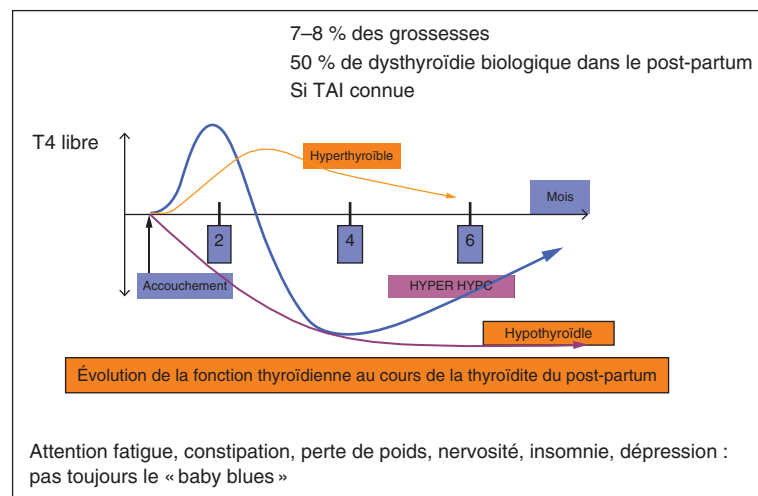 7–8 % des grossesses
50 % de dysthyroïdie biologique dans le post-partum
Si TAI connue
T4 libre
Hyperthyroïble
Mois
2
4
6
Accouchement
HYPER HYPC
Hypothyroïdle
Évolution de la fonction thyroïdienne au cours de la thyroïdite du post-partum
Attention fatigue, constipation, perte de poids, nervosité, insomnie, dépression :
pas toujours le « baby blues »